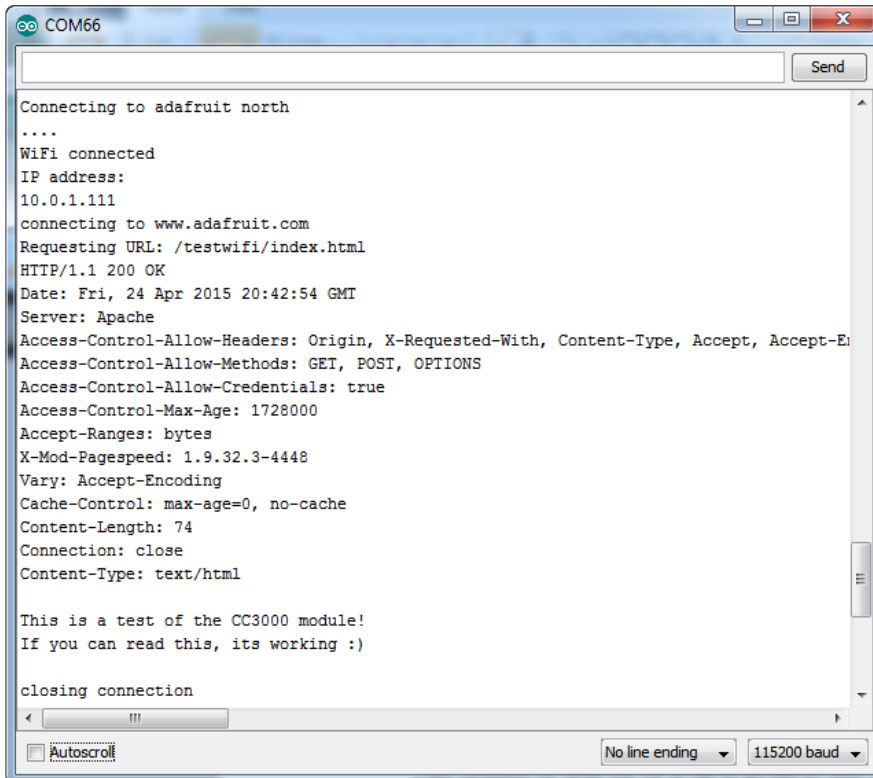 COM66
Send
Connecting to adafruit north
....
WiFi connected
IP address:
10.0.1.111
connecting to www.adafruit.com
Requesting URL: /testwifi/index.html
HTTP/1.1 200 OK
Date: Fri, 24 Apr 2015 20:42:54 GMT
Server: Apache
Access-Control-Allow-Headers: Origin, X-Requested-With, Content-Type, Accept,
Access-Control-Allow-Methods: GET, POST, OPTIONS
Access-Control-Allow-Credentials: true
Access-Control-Max-Age: 1728000
Accept-Ranges: bytes
X-Mod-Pagespeed: 1.9.32.3-4448
Vary: Accept-Encoding
Cache-Control: max-age=0, no-cache
Content-Length: 74
Connection: close
Content-Type: text/html
This is a test of the CC3000 module!
If you can read this, its working :)
closing connection
Autoscroll
No line ending
115200 baud